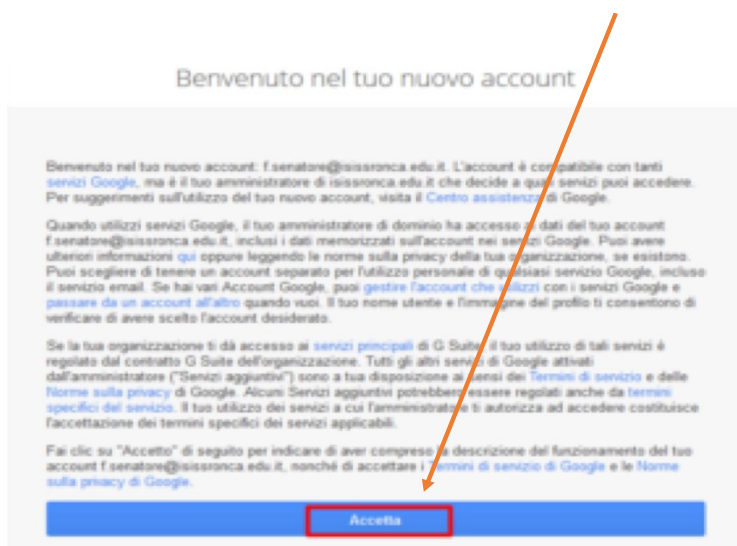 Benvenuto nel tuo nuovo account
Benvenuto nel tuo nuovo account: f.senatore@isissronca.edu.it. L'account è compatibile con tanti
servizi Google, ma è il tuo amministratore di isissronca.edu.it che decide a quali servizi puoi accedere.
Per suggerimenti sull'utilizzo del tuo nuovo account, visita il Centro assistenza di Google.
Quando utilizzi servizi Google, il tuo amministratore di dominio ha accesso ai dati del tuo account
f.senatore@isissronca.edu.it, inclusi i dati memorizzati sull'account nei servizi Google. Puoi avere
ulteriori informazioni qui oppure leggendo le norme sulla privacy della tua organizzazione, se esistono.
Puoi scegliere di tenere un account separato per l'utilizzo personale di qualsiasi servizio Google, incluso
il servizio email. Se hai vari Account Google, puoi gestire l'account che utilizzi con i servizi Google e
passare da un account all'altro quando vuoi. Il tuo nome utente e l'immagine del profilo ti consentono di
verificare di avere scelto l'account desiderato.
Se la tua organizzazione ti dà accesso ai servizi principali di G Suite, il tuo utilizzo di tali servizi è
regolato dal contratto G Suite dell'organizzazione. Tutti gli altri servizi di Google attivati
dall'amministratore ("Servizi aggiuntivi") sono a tua disposizione ai sensi dei Termini di servizio e delle
Norme sulla privacy di Google. Alcuni Servizi aggiuntivi potrebbero essere regolati anche da termini
specifici del servizio. Il tuo utilizzo dei servizi a cui l'amministratore ti autorizza ad accedere costituisce
l'accettazione dei termini specifici dei servizi applicabili.
Fai clic su "Accetto" di seguito per indicare di aver compreso la descrizione del funzionamento del tuo
account f.senatore@isissronca.edu.it, nonché di accettare i Termini di servizio di Google e le Norme
sulla privacy di Google.
Accetta